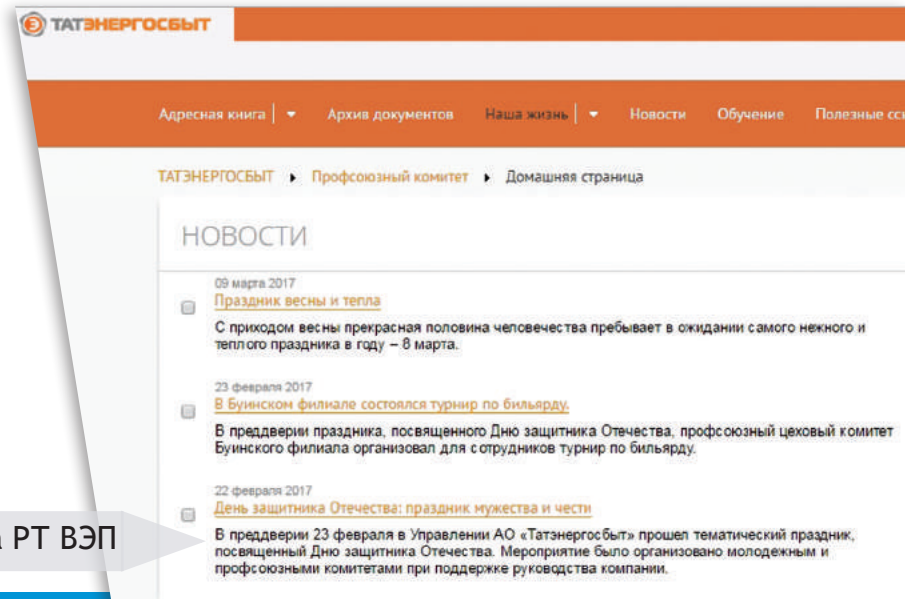 ТАТЭНЕРГОСБЫТ
Адресная книга Архив документов Наша жизнь Новости Обучение Полезные
ТАТЭНЕРГОСБЫТ Профсоюзный комитет Домашняя страница
НОВОСТИ
09 марта 2017
Праздник весны и тепла
С приходом весны прекрасная половина человечества пребывает в ожидании самого нежного и
теплого праздника в году – 8 марта.
23 февраля 2017
В Буинском филиале состоялся турнир по бильярду.
В преддверии праздника, посвященного Дню защитника Отечества, профсоюзный цеховый комитет
Буинского филиала организовал для сотрудников турнир по бильярду.
22 февраля 2017
День защитника Отечества: праздник мужества и чести
РТ ВЭП
В преддверии 23 февраля в Управлении АО «Татэнергосбыт» прошел тематический праздник,
посвященный Дню защитника Отечества. Мероприятие было организовано молодежным и
профсоюзными комитетами при поддержке руководства компании.